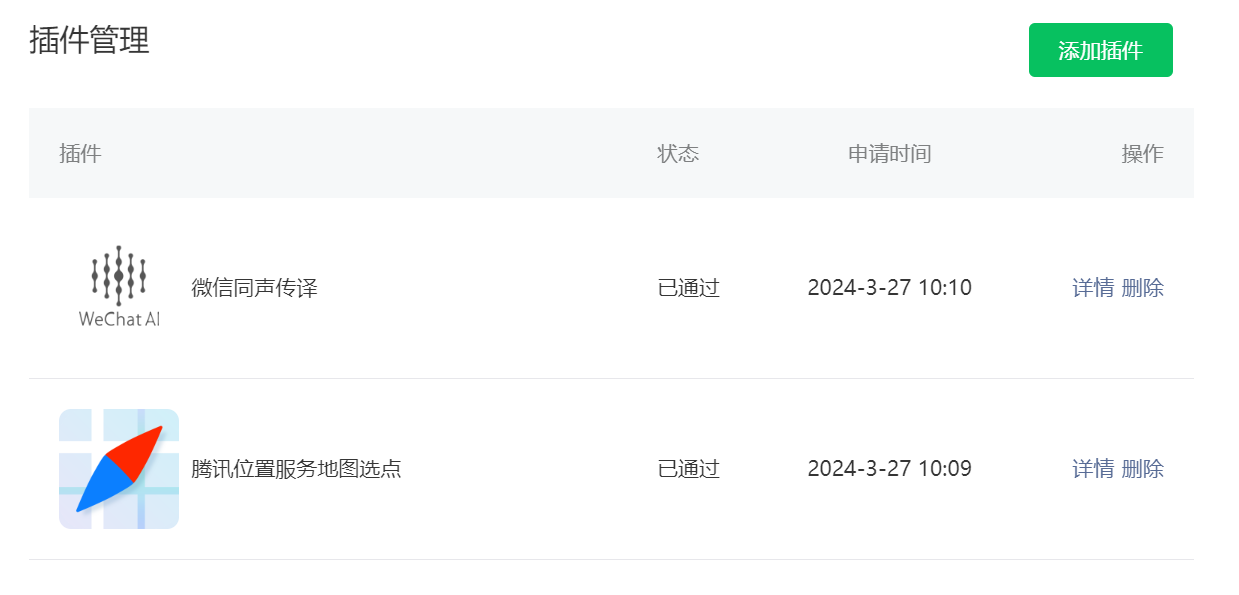 插件管理
添加插件
插件 状态 申请时间 操作
WeChat AI
微信同声传译 已通过 2024-3-27 10:10 详情 删除
腾讯位置服务地图选点 已通过 2024-3-27 10:09 详情 删除